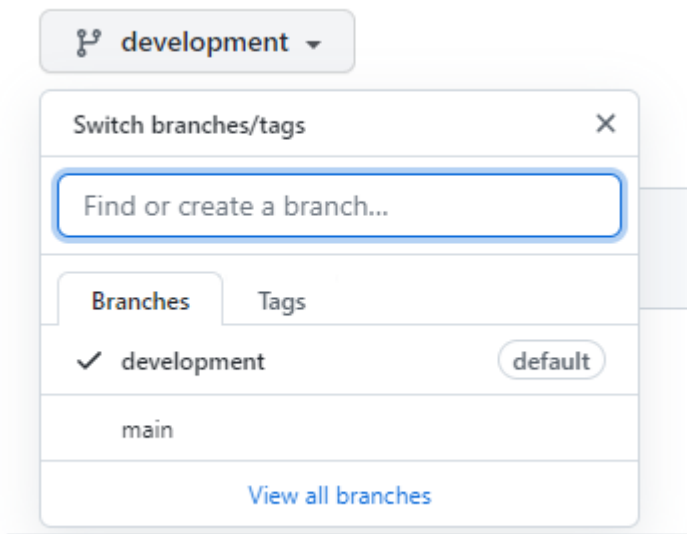 development
Switch branches/tags
Find or create a branch...
Branches Tags
development default
main
View all branches